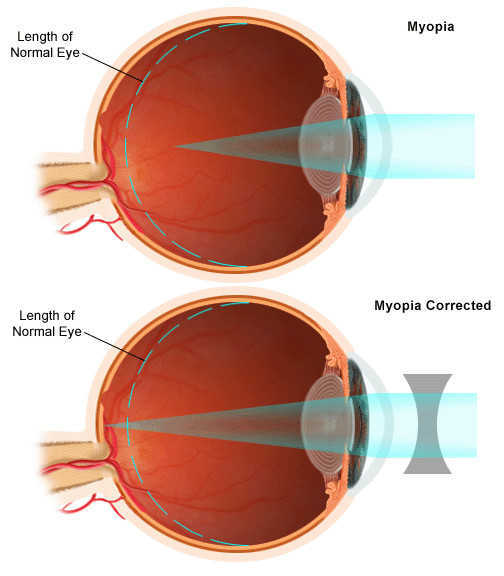 Myopia
Length of
Normal Eye
Myopia Corrected
Length of
Normal Eye